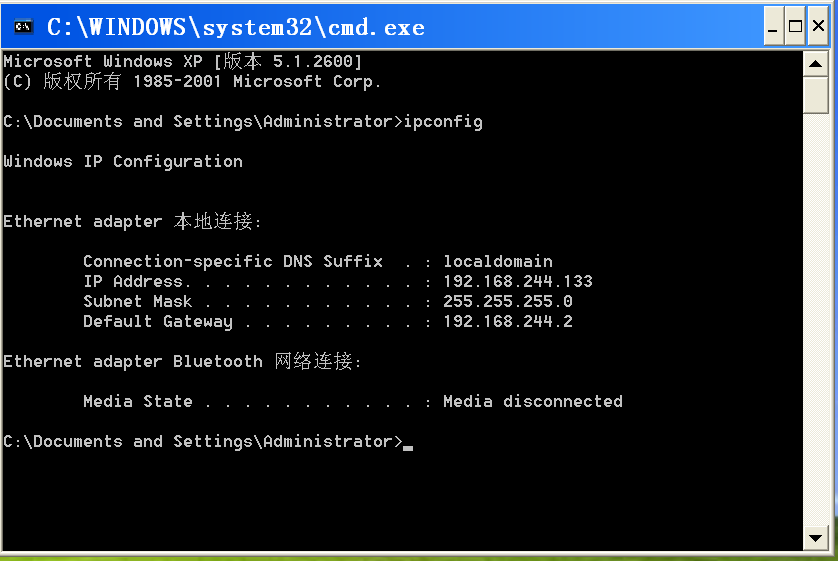 C:\WINDOWS\system32\cmd.exe
Microsoft Windows XP [版本 5.1.2600]
(C) 版权所有 1985-2001 Microsoft Corp.
C:\Documents and Settings\Administrator>ipconfig
Windows IP Configuration
Ethernet adapter 本地连接:
Connection-specific DNS Suffix  . : localdomain
IP Address. . . . . . . . . . . . : 192.168.244.133
Subnet Mask . . . . . . . . . . . : 255.255.255.0
Default Gateway . . . . . . . . . : 192.168.244.2
Ethernet adapter Bluetooth 网络连接:
Media State . . . . . . . . . . . : Media disconnected
C:\Documents and Settings\Administrator>